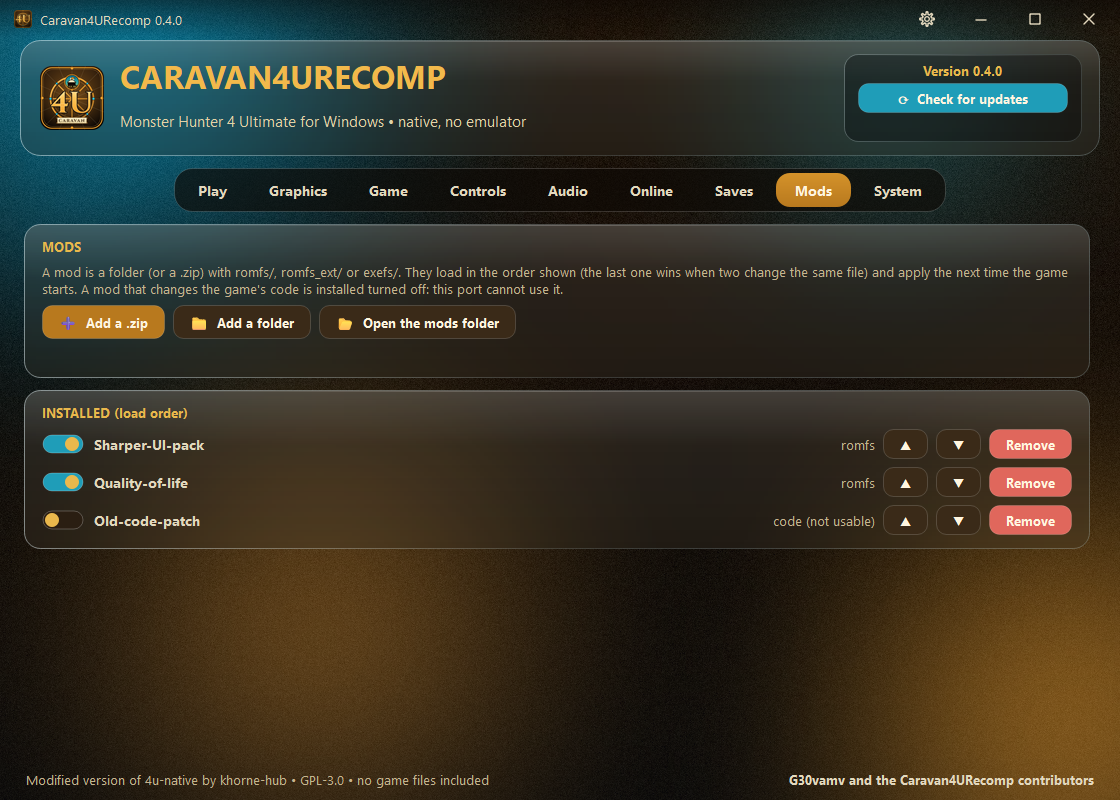 Caravan4URecomp 0.4.0
4U
CARAVAN
CARAVAN4URECOMP
Monster Hunter 4 Ultimate for Windows • native, no emulator
Version 0.4.0
Check for updates
Play Graphics Game Controls Audio Online Saves Mods System
MODS
A mod is a folder (or a .zip) with romfs/, romfs_ext/ or exefs/. They load in the order shown (the last one wins when two change the same file) and apply the next time the game
starts. A mod that changes the game's code is installed turned off: this port cannot use it.
Add a .zip Add a folder Open the mods folder
INSTALLED (load order)
Sharper-UI-pack romfs ▲ ▼ Remove
Quality-of-life romfs ▲ ▼ Remove
Old-code-patch code (not usable) ▲ ▼ Remove
Modified version of 4u-native by khorne-hub • GPL-3.0 • no game files included
G30vamv and the Caravan4URecomp contributors